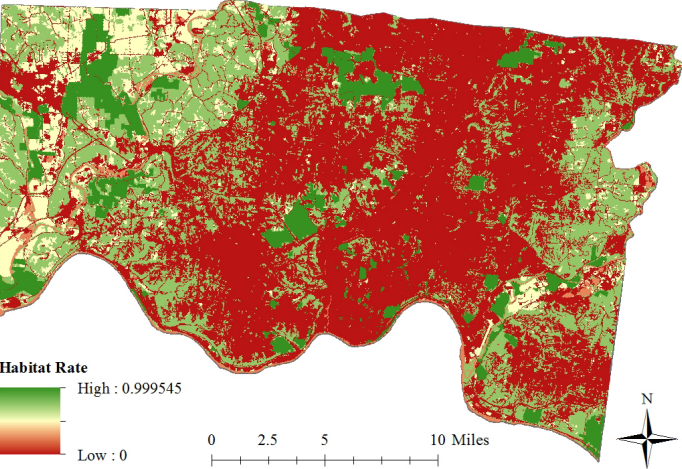 Habitat Rate
High : 0.999545
Low : 0
0 2.5 5 10 Miles
N